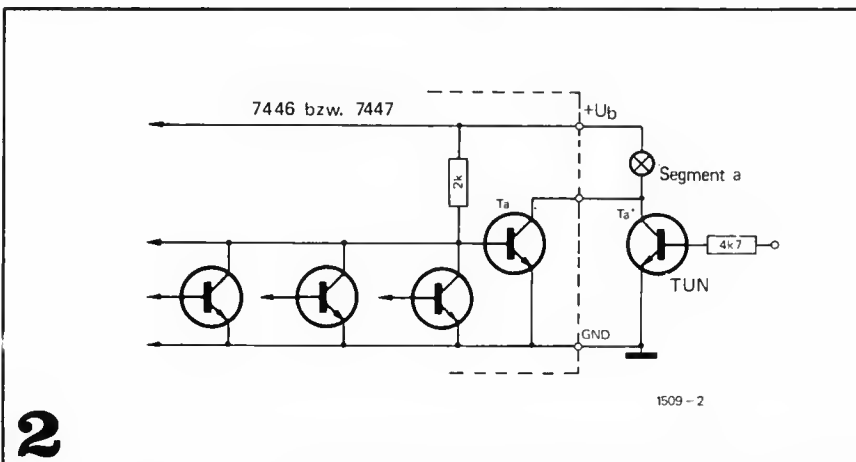 7446 bzw. 7447
+Ub
2k
Segment a
Ta
Ta'
4k7
TUN
GND
1509 - 2
2